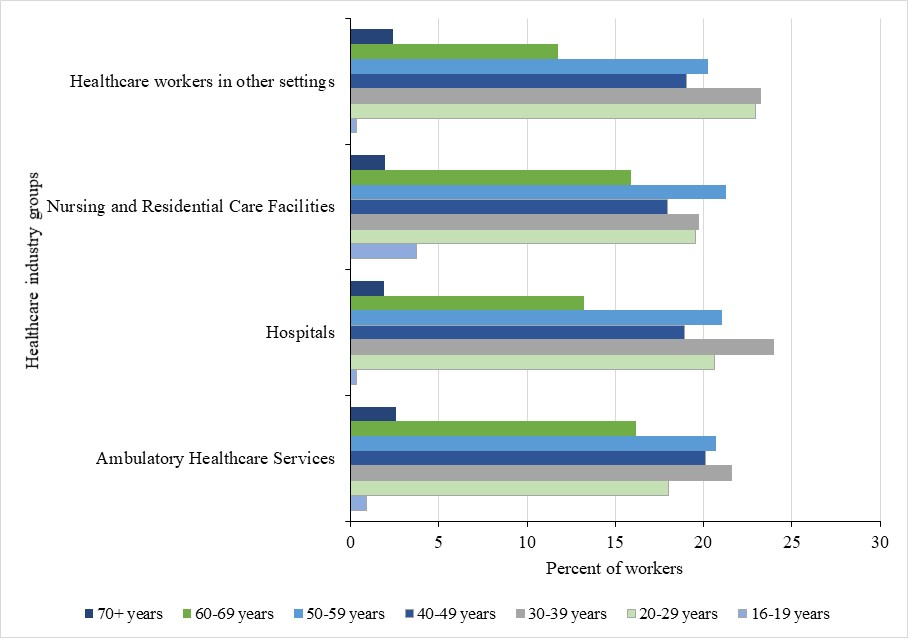 Healthcare workers in other settings
Nursing and Residential Care Facilities
Hospitals
Ambulatory Healthcare Services
Healthcare industry groups
0 5 10 15 20 25 30
Percent of workers
70+ years 60-69 years 50-59 years 40-49 years 30-39 years 20-29 years 16-19 years